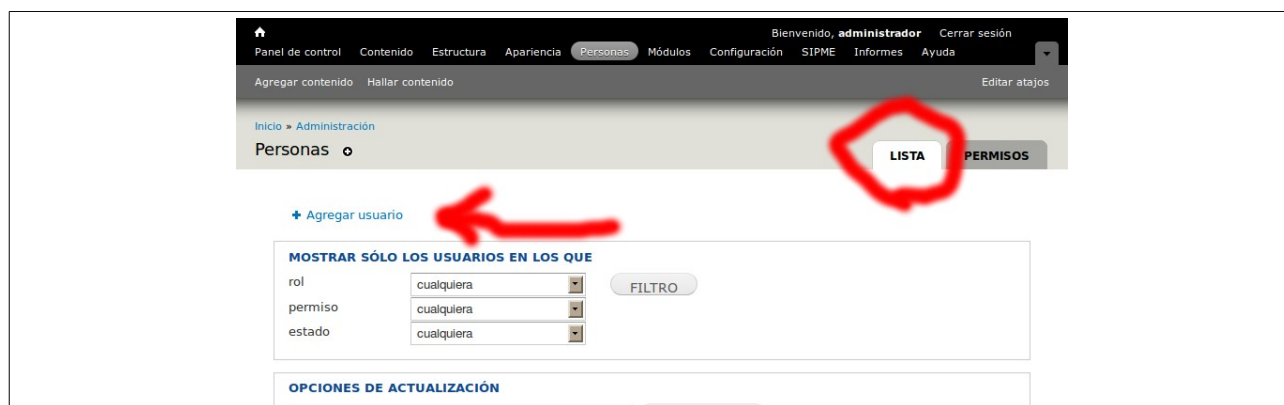 Bienvenido, administrador Cerrar sesión
Panel de control Contenido Estructura Apariencia Personas Módulos Configuración SIPME Informes Ayuda
Agregar contenido Hallar contenido Editar atajos
Inicio » Administración
Personas
LISTA PERMISOS
Agregar usuario
MOSTRAR SÓLO LOS USUARIOS EN LOS QUE
rol cualquiera FILTRO
permiso cualquiera
estado cualquiera
OPCIONES DE ACTUALIZACIÓN